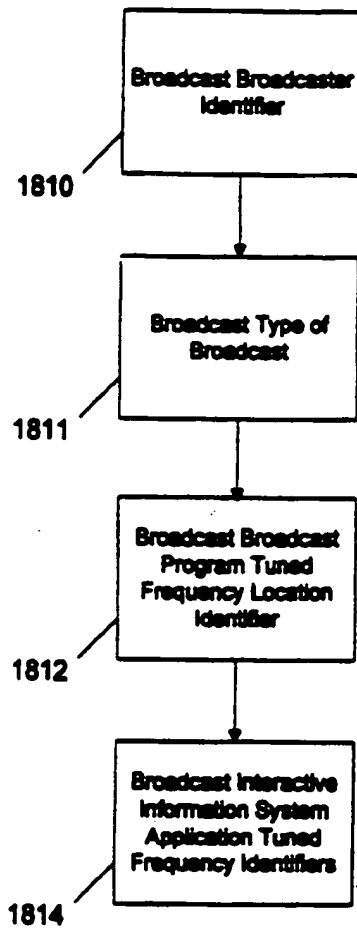 Broadcast Broadcaster
Identifier
1810
Broadcast Type of
Broadcast
1811
Broadcast Broadcast
Program Tuned
Frequency Location
Identifier
1812
Broadcast Interactive
Information System
Application Tuned
Frequency Identifiers
1814